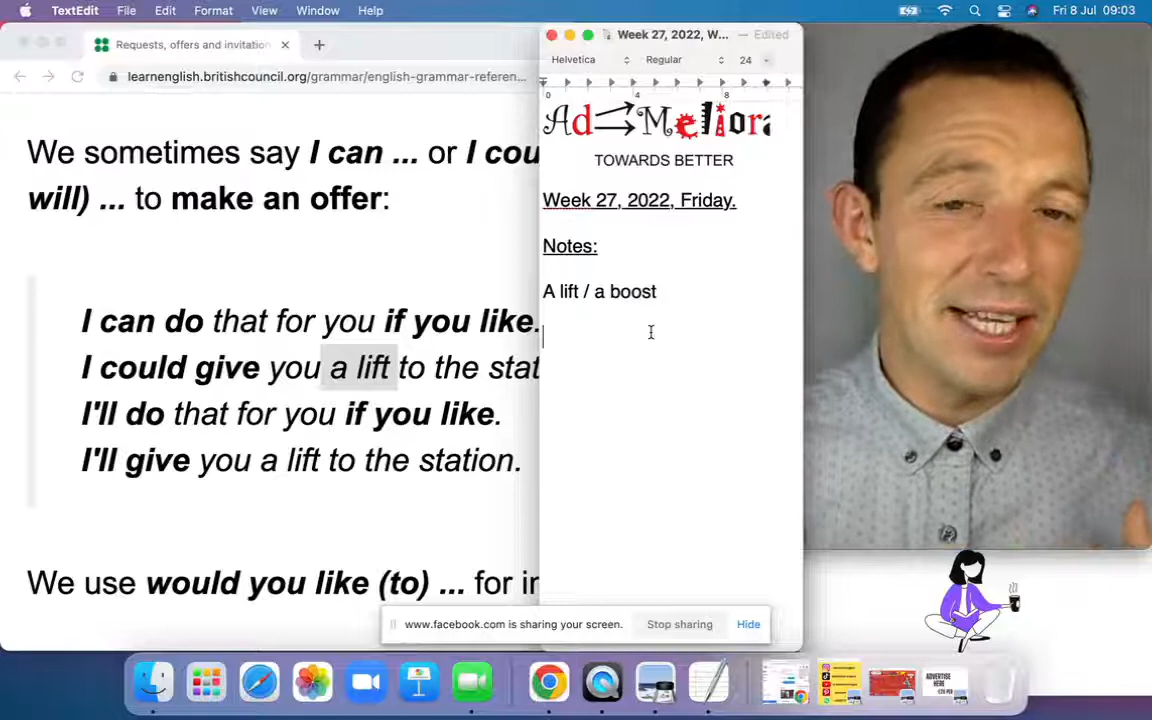 TextEdit File Edit Format View Window Help Fri 8 Jul 09:03
Requests, offers and invitation
learnenglish.britishcouncil.org/grammar/english-grammar-referen...
We sometimes say I can ... or I cou
will) ... to make an offer:
I can do that for you if you like.
I could give you a lift to the stat
I'll do that for you if you like.
I'll give you a lift to the station.
We use would you like (to) ... for in
Week 27, 2022, W... — Edited
Helvetica Regular 24
0 4 8
Ad Meliora
TOWARDS BETTER
Week 27, 2022, Friday.
Notes:
A lift / a boost
www.facebook.com is sharing your screen. Stop sharing Hide
ADVERTISE
HERE